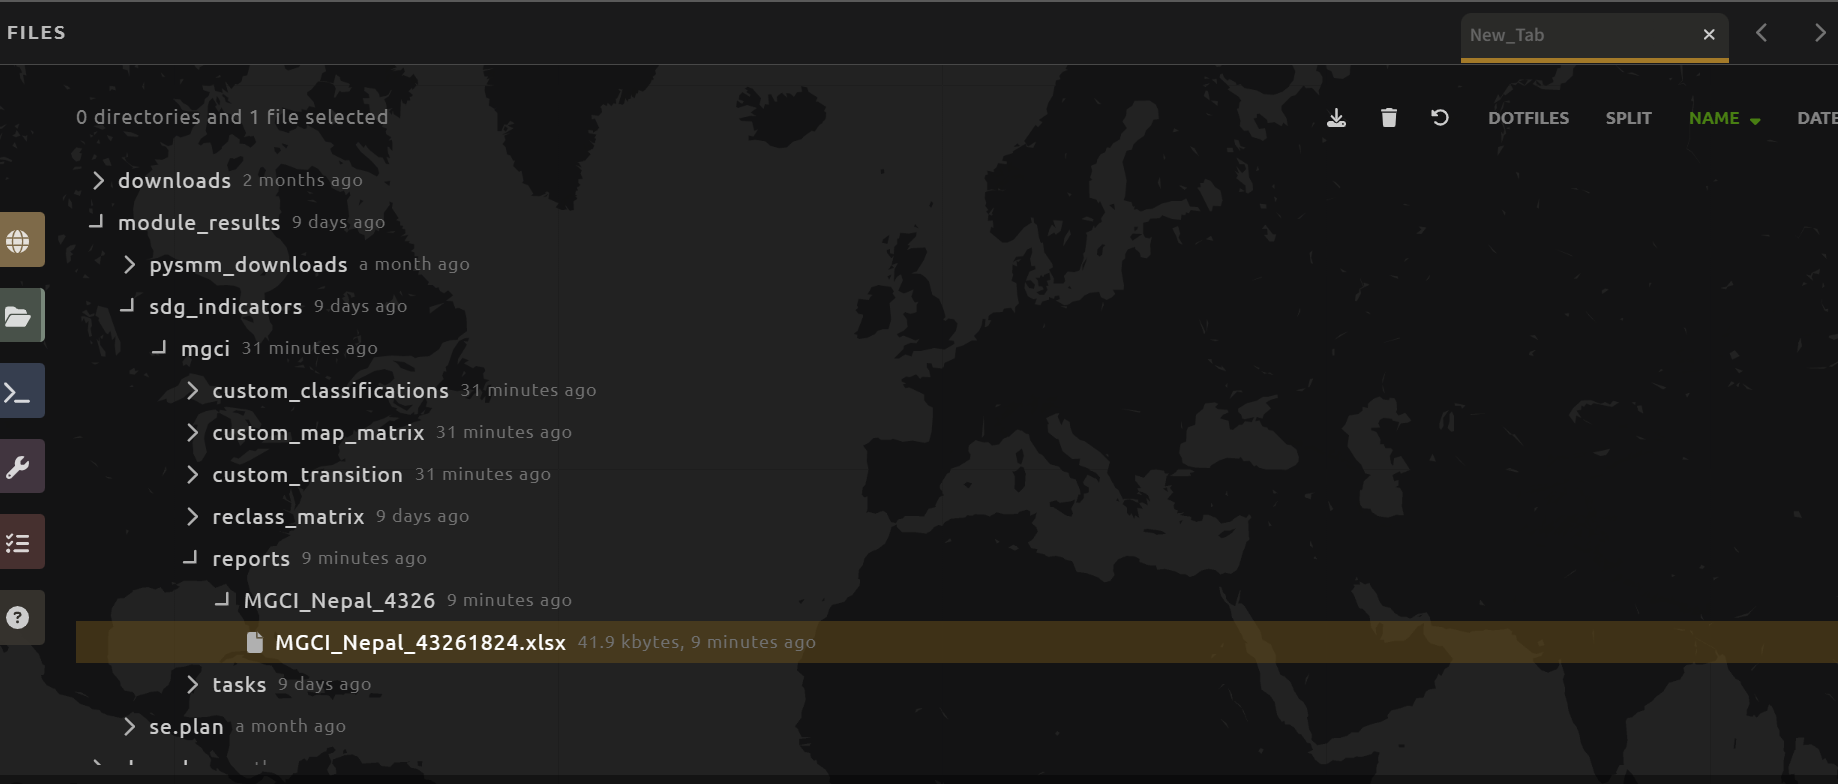 FILES
New_Tab
0 directories and 1 file selected
DOTFILES SPLIT NAME DATE
downloads 2 months ago
module_results 9 days ago
pysmm_downloads a month ago
sdg_indicators 9 days ago
mgci 31 minutes ago
custom_classifications 31 minutes ago
custom_map_matrix 31 minutes ago
custom_transition 31 minutes ago
reclass_matrix 9 days ago
reports 9 minutes ago
MGCI_Nepal_4326 9 minutes ago
MGCI_Nepal_43261824.xlsx 41.9 kbytes, 9 minutes ago
tasks 9 days ago
se.plan a month ago